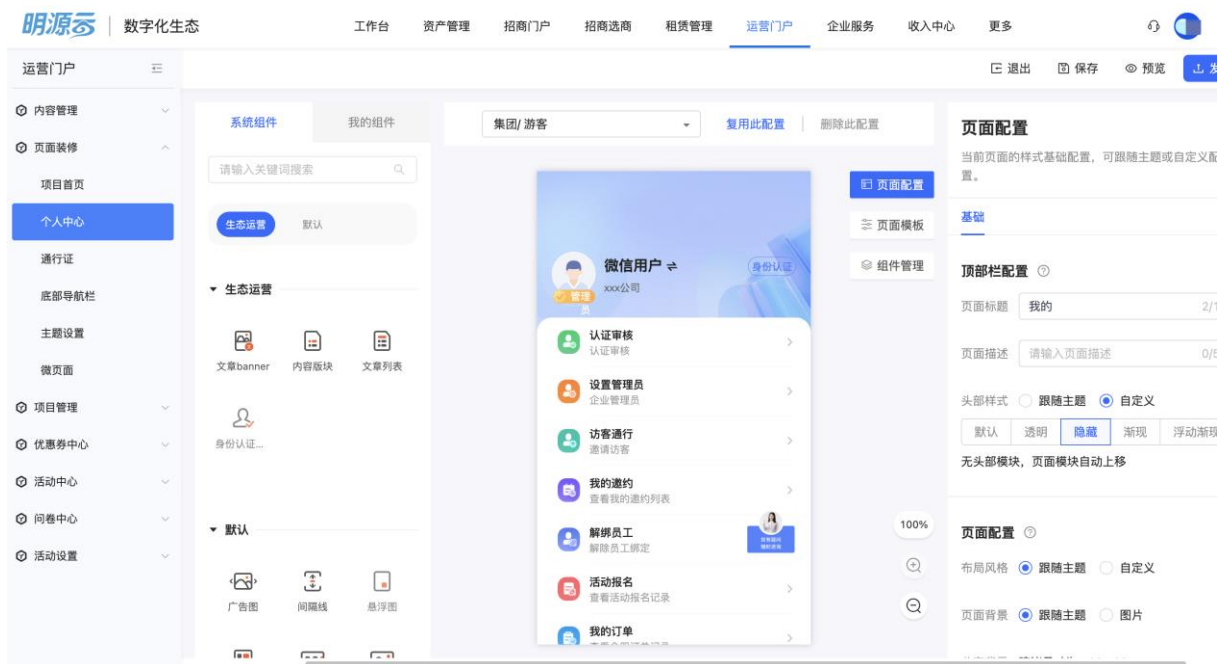 明源云 数字化生态 工作台 资产管理 招商门户 招商选商 租赁管理 运营门户 企业服务 收入中心 更多
运营门户 退出 保存 预览
内容管理
页面装修
项目首页
个人中心
通行证
底部导航栏
主题设置
微页面
项目管理
优惠券中心
活动中心
问卷中心
活动设置
系统组件 我的组件
请输入关键词搜索
生态运营 默认
生态运营
文章banner 内容版块 文章列表
身份认证...
默认
广告图 间隔线 悬浮图
集团/ 游客 复用此配置 删除此配置
微信用户 身份认证
xxx公司
管理员
认证审核
认证审核
设置管理员
企业管理员
访客通行
邀请访客
我的邀约
查看我的邀约列表
解绑员工
解除员工绑定
活动报名
查看活动报名记录
我的订单
页面配置
页面模板
组件管理
100%
页面配置
当前页面的样式基础配置，可跟随主题或自定义配
置。
基础
顶部栏配置
页面标题 我的 2/1
页面描述 请输入页面描述 0/5
头部样式 跟随主题 自定义
默认 透明 隐藏 渐现 浮动渐现
无头部模块，页面模块自动上移
页面配置
布局风格 跟随主题 自定义
页面背景 跟随主题 图片